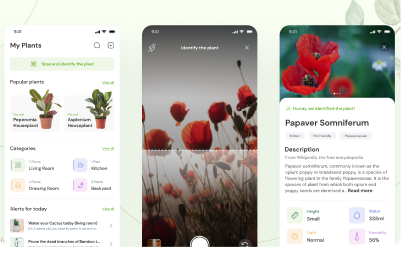 9:41
My Plants
Scan and identify the plant
Popular plants
View all
Peperomia
Houseplant
Asplenium
Houseplant
Categories
View all
Living Room
Kitchen
Drawing Room
Backyard
Alerts for today
View all
Water your Cactus today (living room)
Prune the dead branches of Bamboo (
9:41
Identify the plant
9:41
Hurray, we identified the plant!
Papaver Somniferum
Indoor
Pet friendly
Papaveraceae
Description
From Wikipedia, the free encyclopedia
Papaver somniferum, commonly known as the
opium poppy or breadseed poppy, is a species of
flowering plant in the family Papaveraceae. It is the
species of plant from which both opium and
poppy seeds are derived a... Read more
Height
Small
Water
333ml
Light
Normal
Humidity
56%